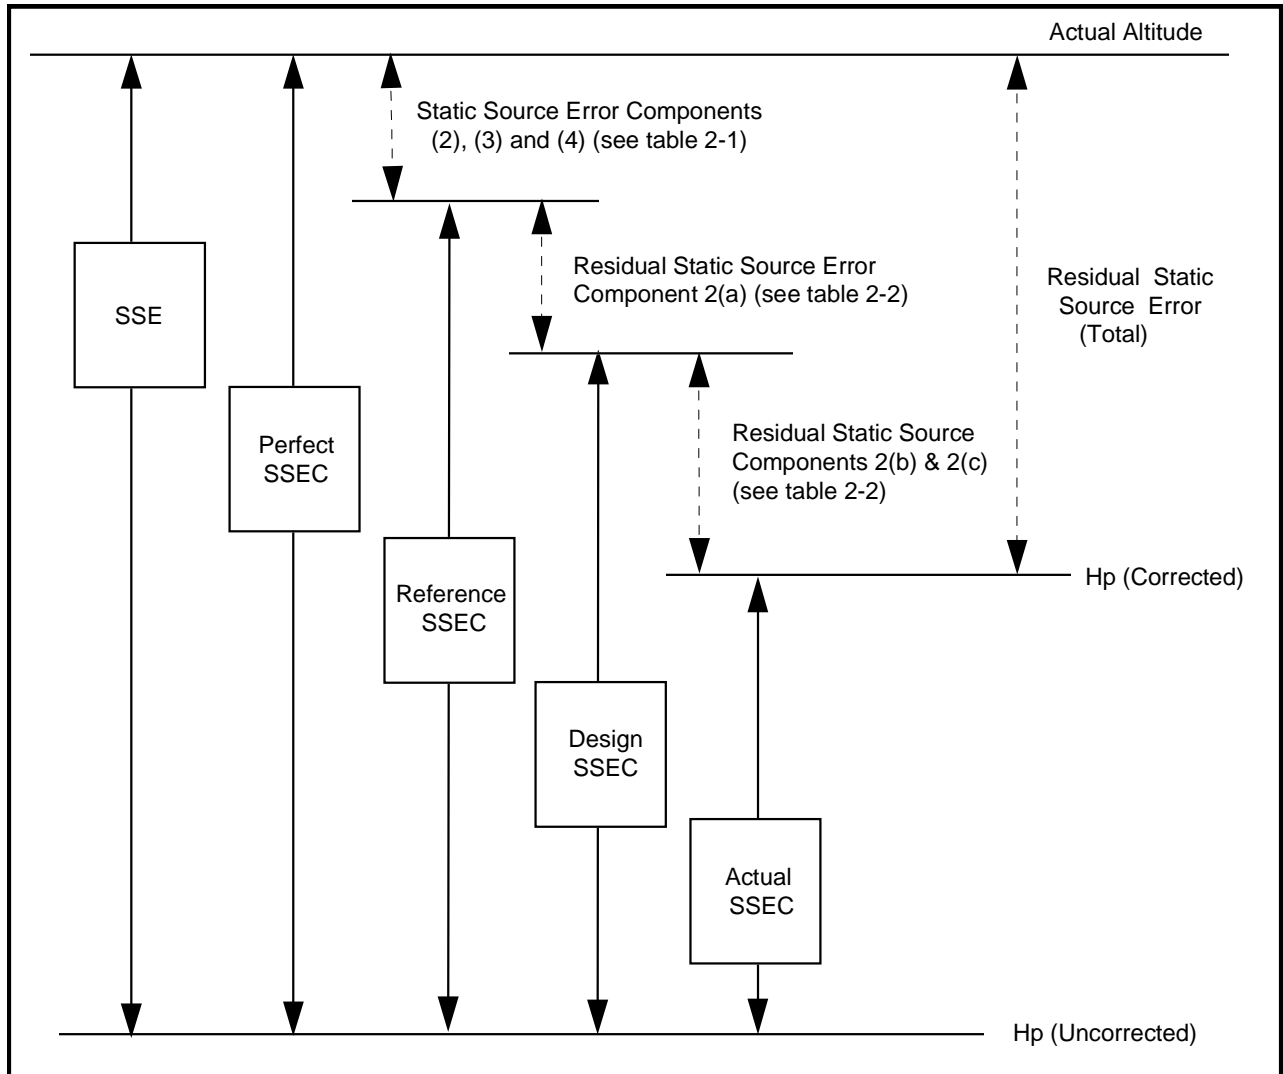 Actual Altitude
Static Source Error Components
(2), (3) and (4) (see table 2-1)
Residual Static Source Error
Component 2(a) (see table 2-2)
Residual Static
Source Error
(Total)
SSE
Perfect
SSEC
Residual Static Source
Components 2(b) & 2(c)
(see table 2-2)
Hp (Corrected)
Reference
SSEC
Design
SSEC
Actual
SSEC
Hp (Uncorrected)